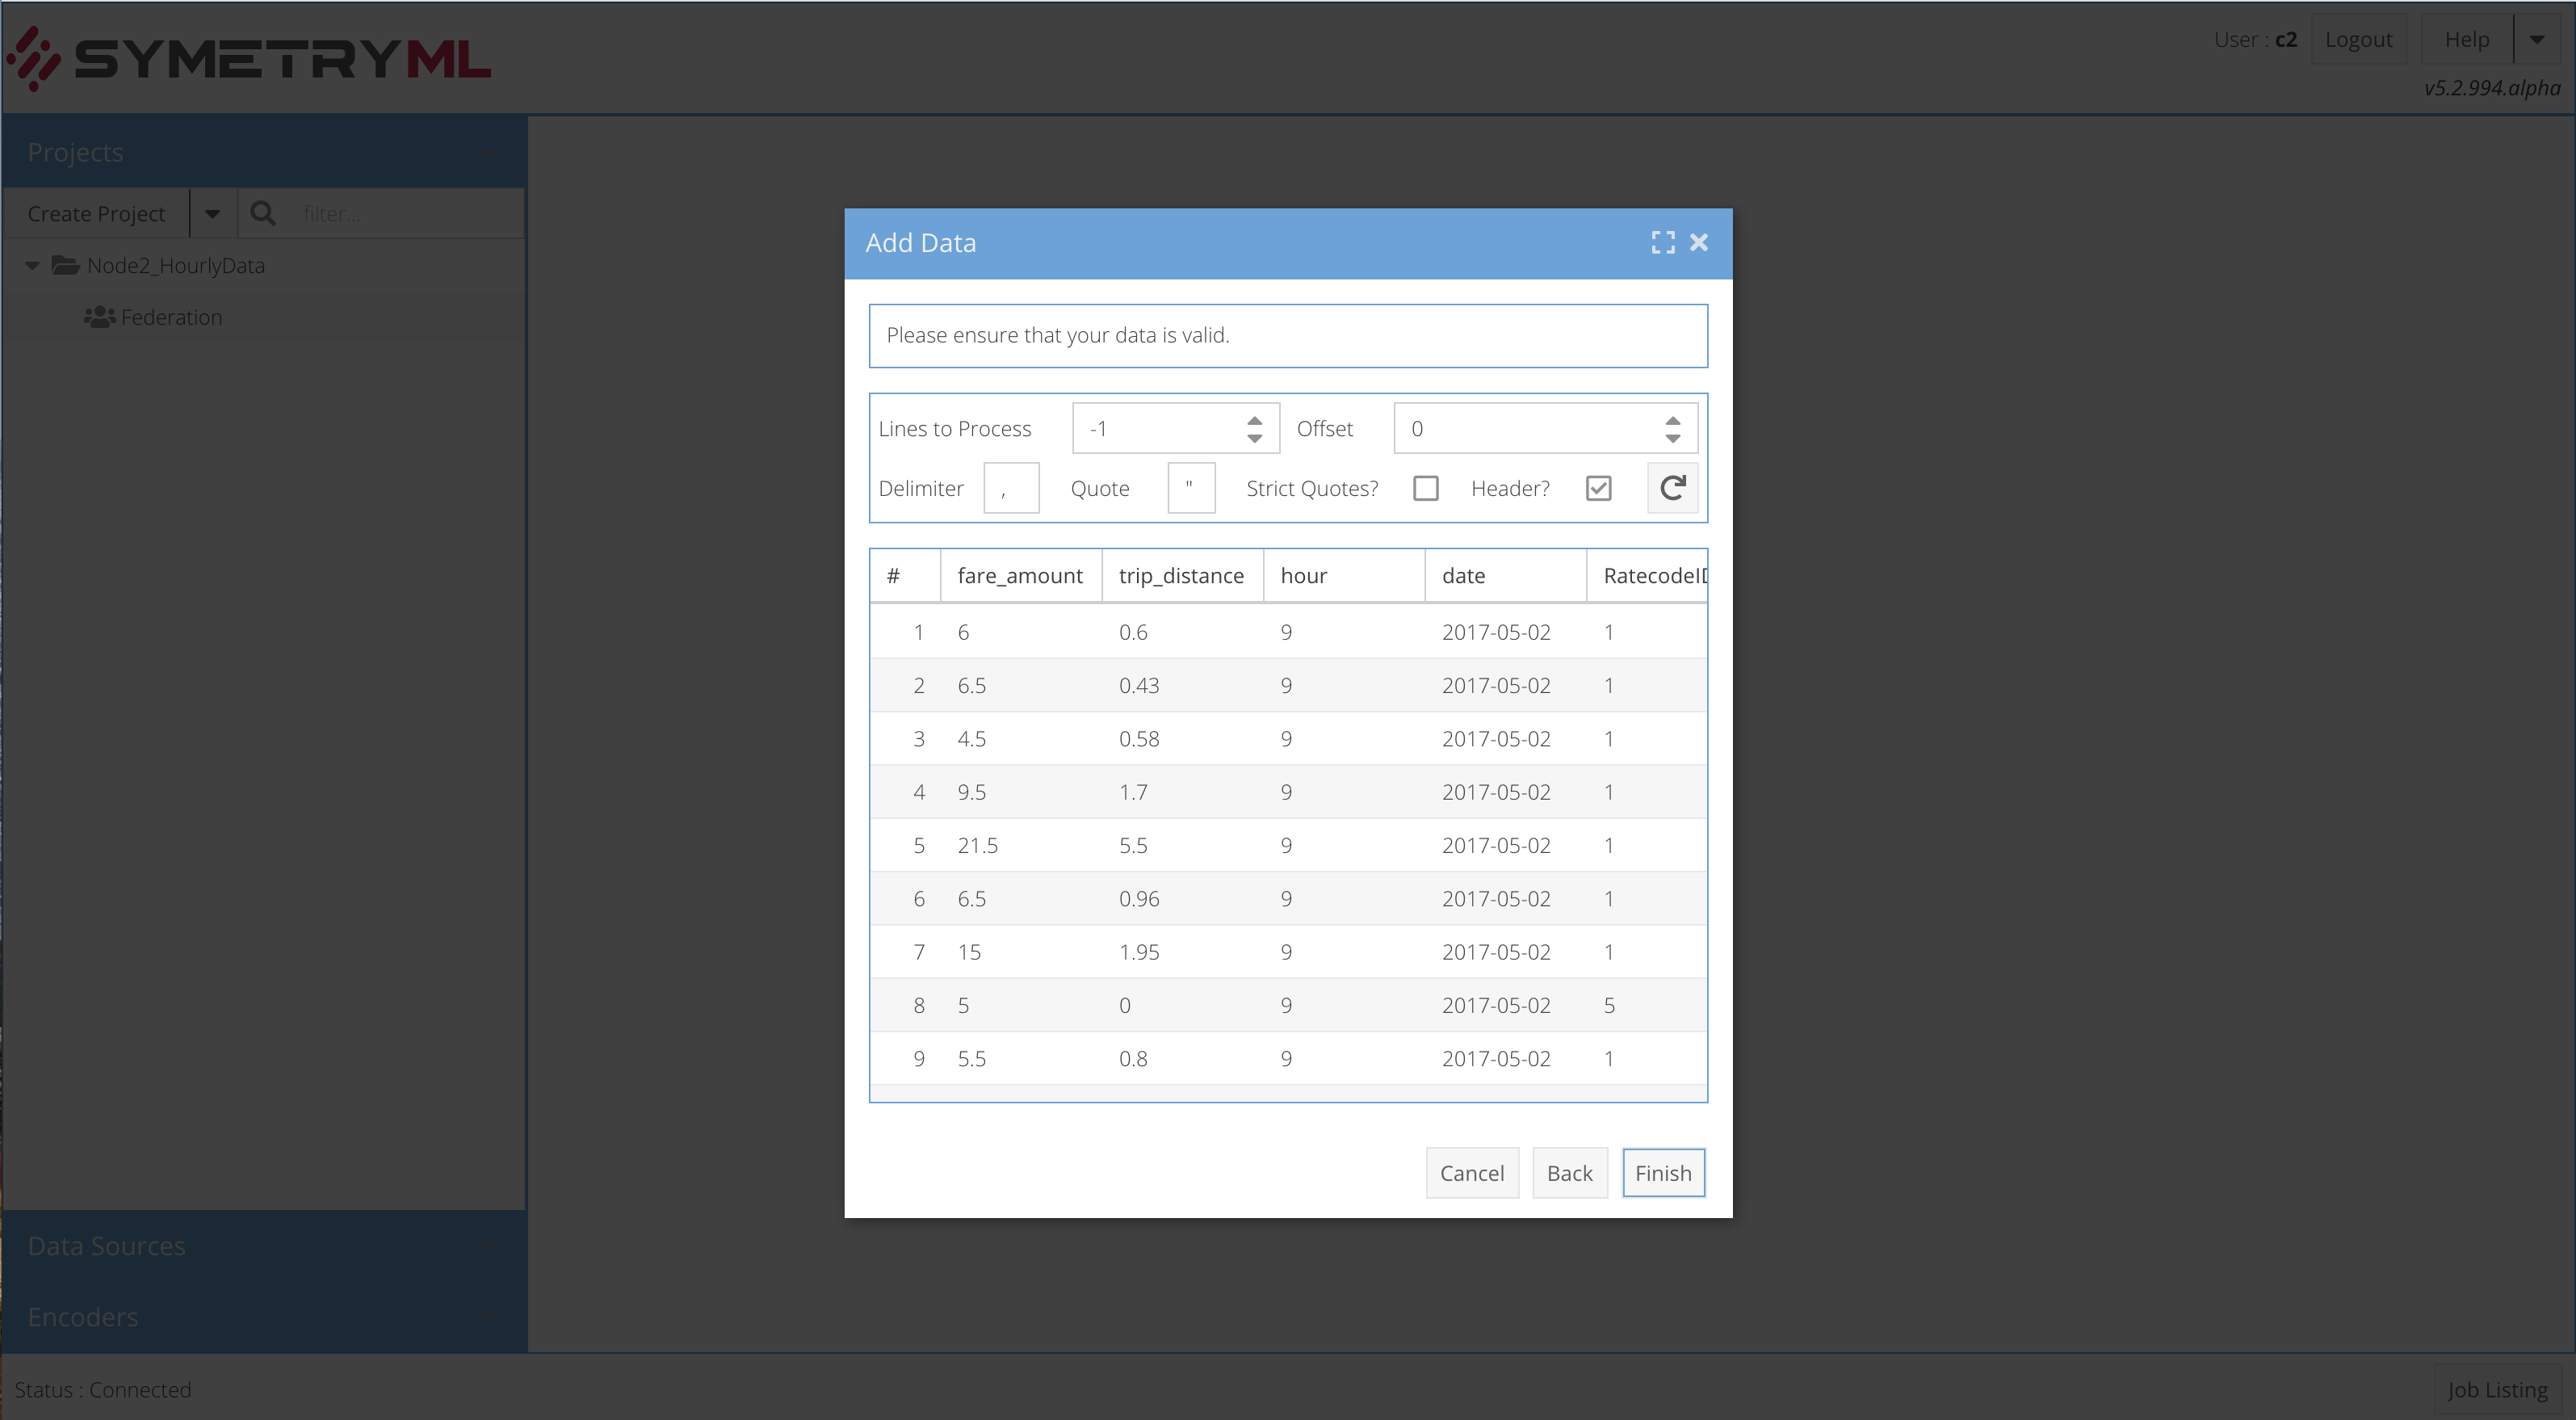 SYMETRYML
User : c2 Logout Help
v5.2.994.alpha
Projects
Create Project filter...
Node2_HourlyData
Federation
Add Data
Please ensure that your data is valid.
Lines to Process -1 Offset 0
Delimiter , Quote " Strict Quotes? Header?
# fare_amount trip_distance hour date RatecodeID
1 6 0.6 9 2017-05-02 1
2 6.5 0.43 9 2017-05-02 1
3 4.5 0.58 9 2017-05-02 1
4 9.5 1.7 9 2017-05-02 1
5 21.5 5.5 9 2017-05-02 1
6 6.5 0.96 9 2017-05-02 1
7 15 1.95 9 2017-05-02 1
8 5 0 9 2017-05-02 5
9 5.5 0.8 9 2017-05-02 1
Cancel Back Finish
Data Sources
Encoders
Status : Connected Job Listing